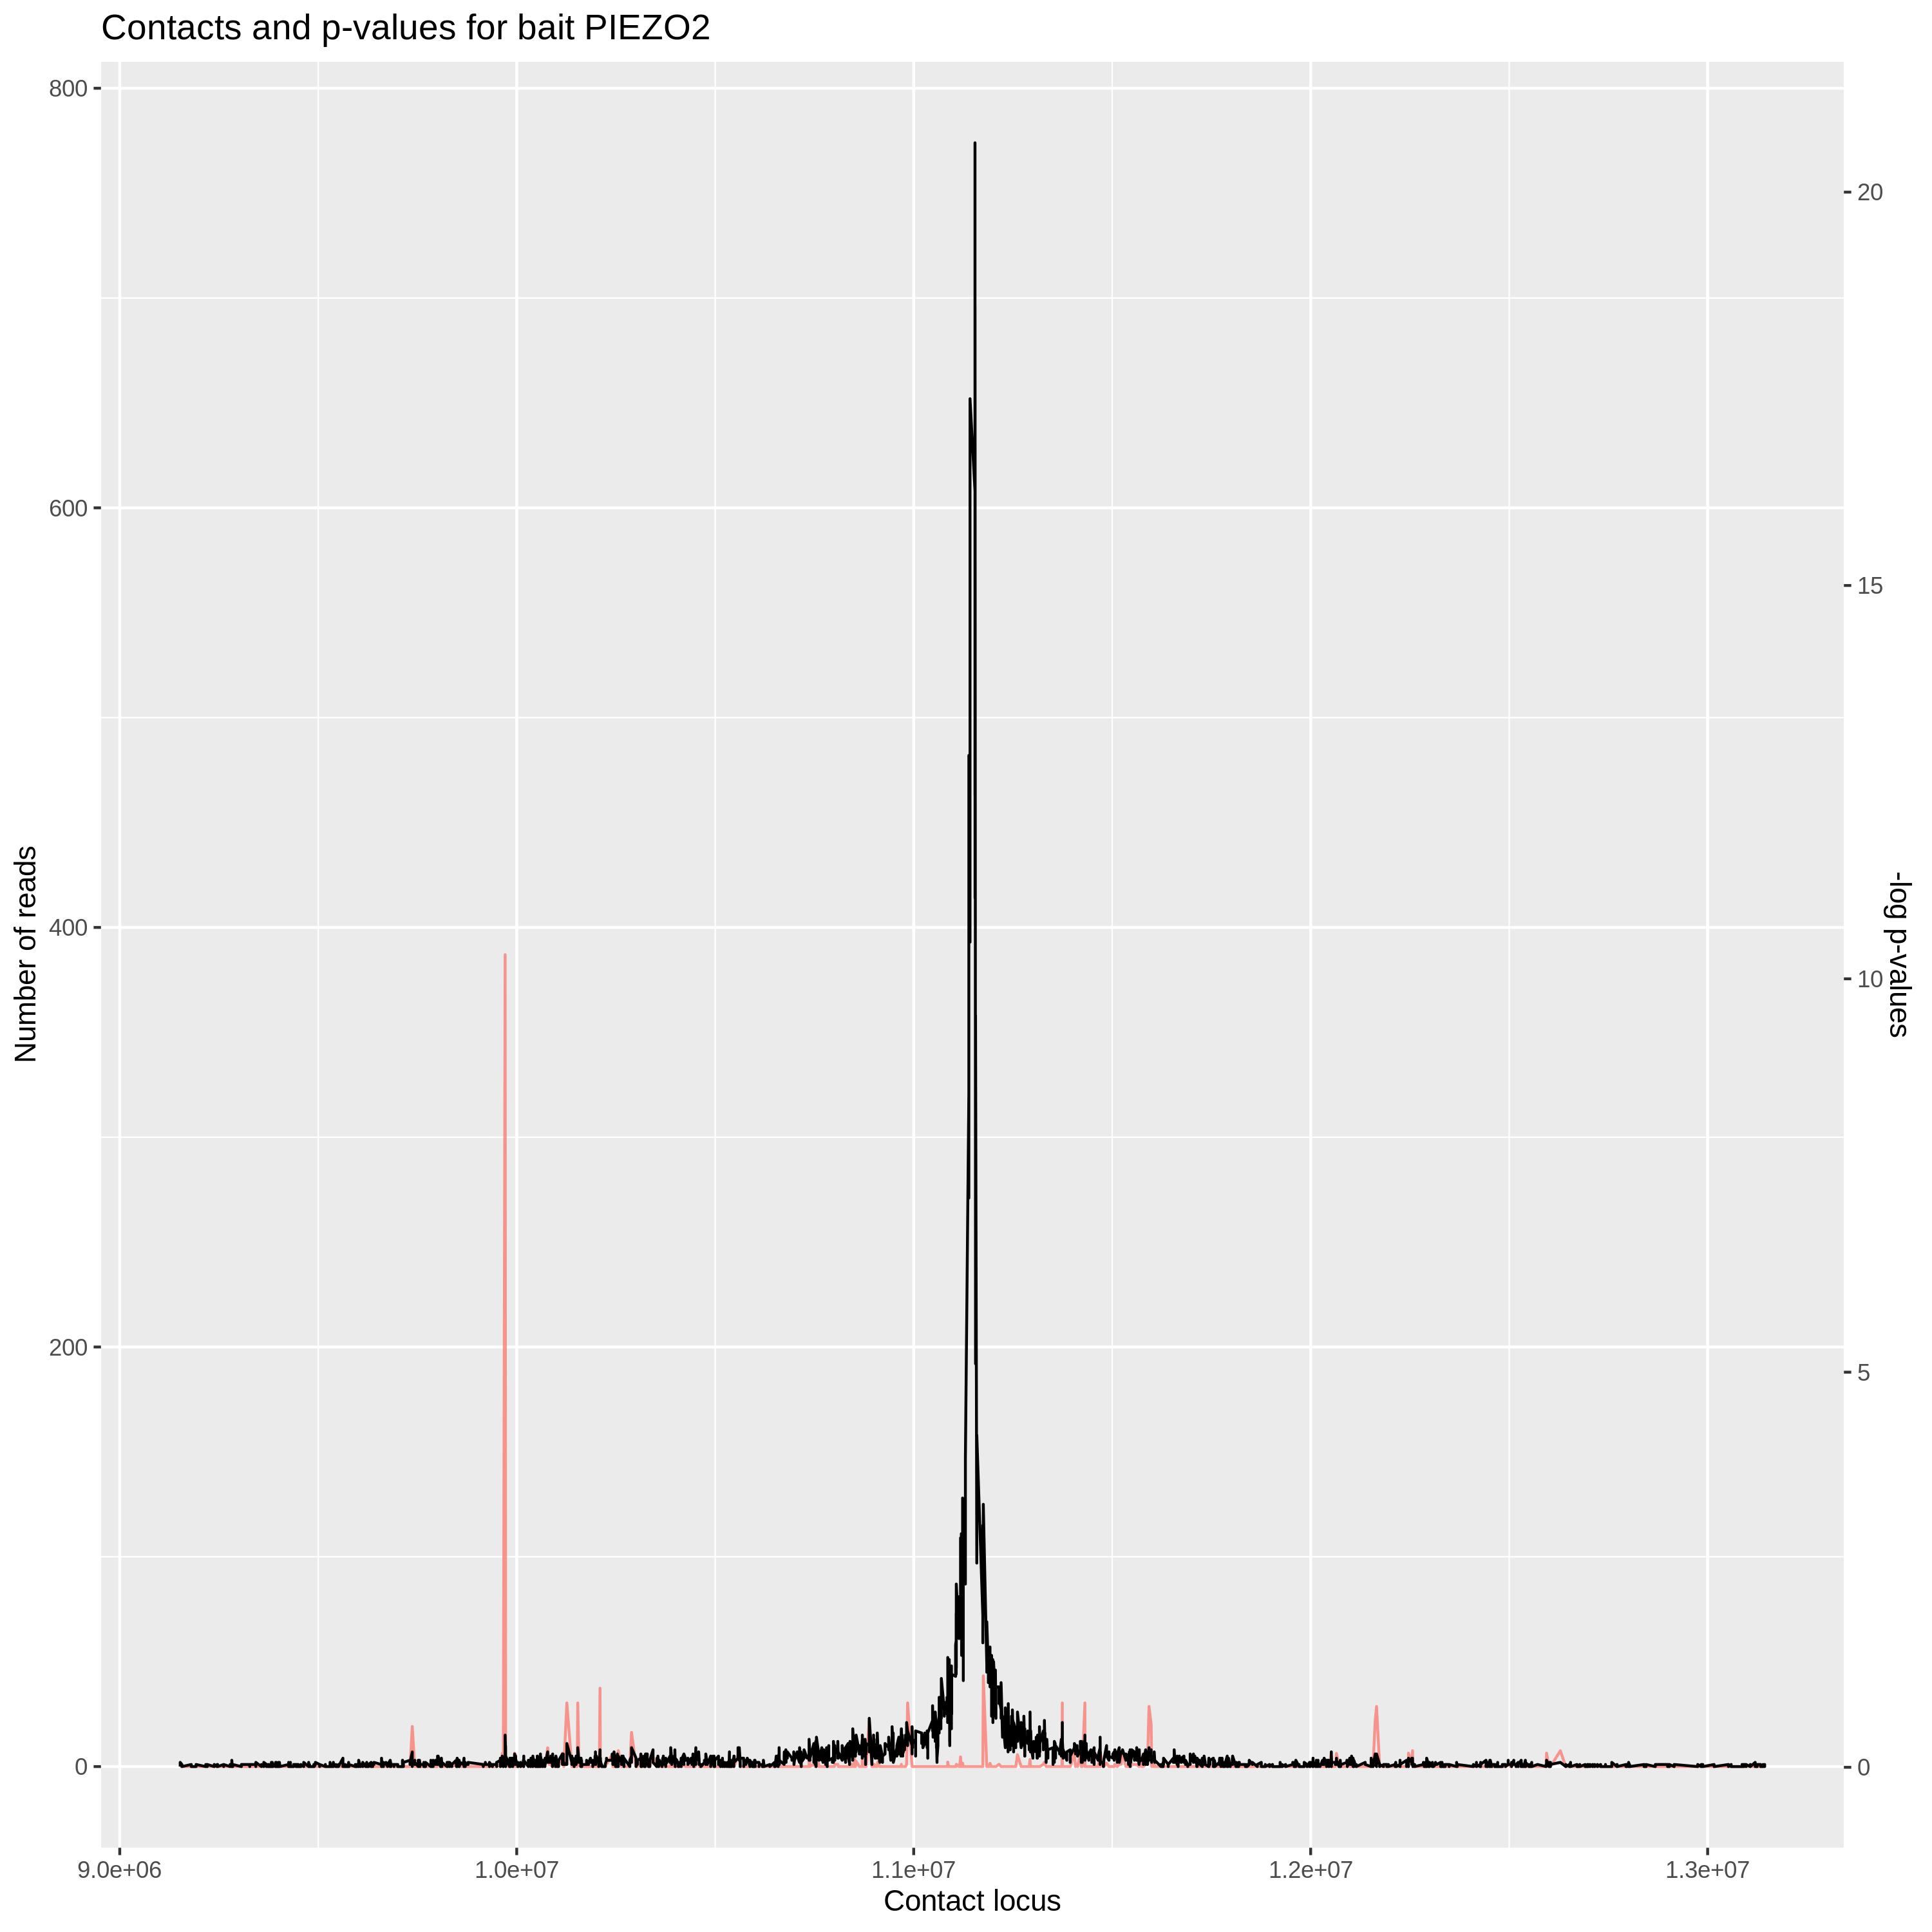 Contacts and p-values for bait PIEZO2
800
600
400
200
0
Number of reads
20
15
10
5
0
-log p-values
9.0e+06 1.0e+07 1.1e+07 1.2e+07 1.3e+07
Contact locus